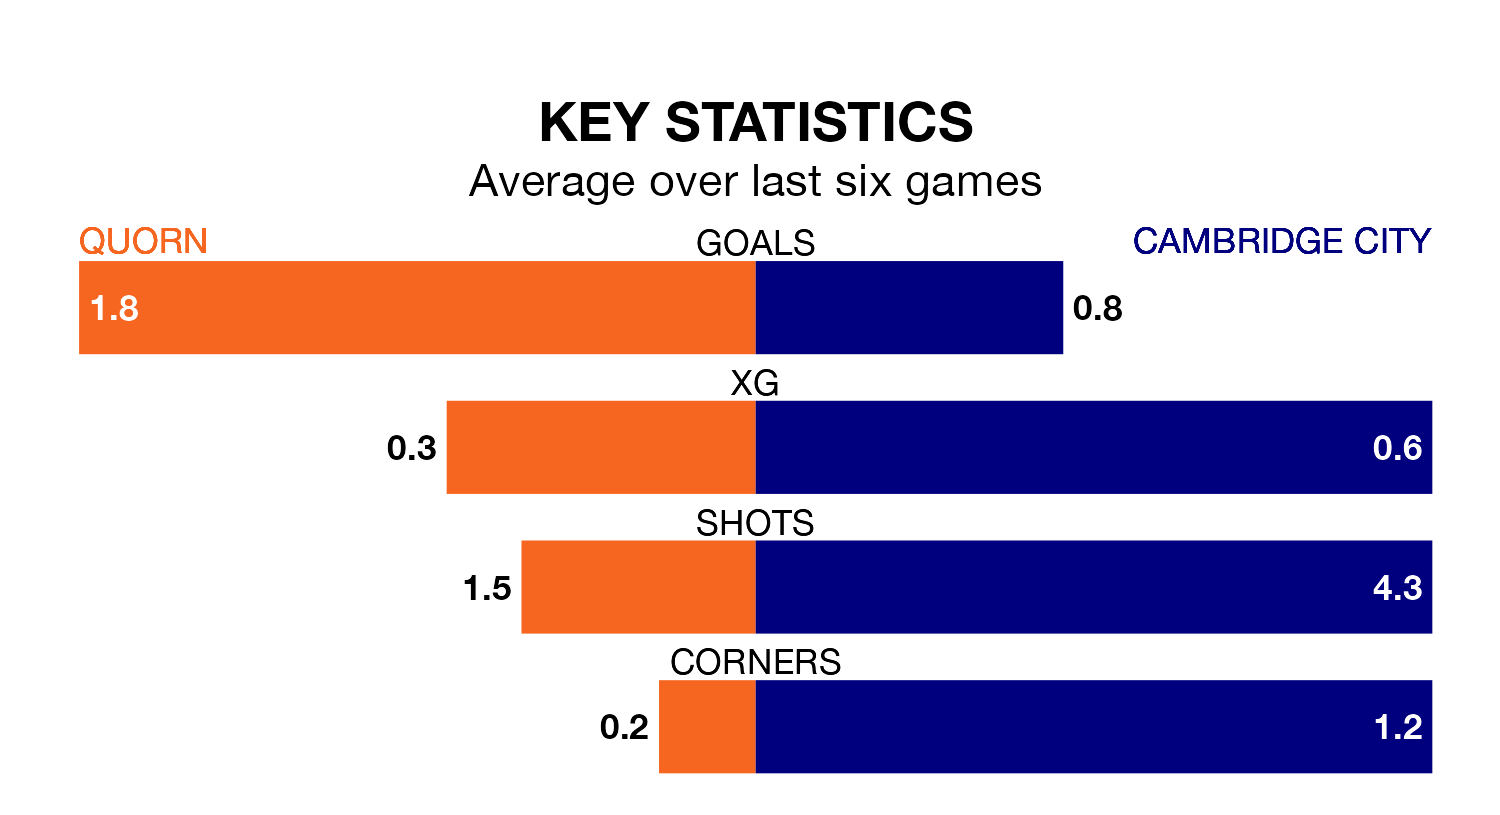 KEY STATISTICS
Average over last six games
QUORN
GOALS
CAMBRIDGE CITY
1.8
0.8
XG
0.3
0.6
SHOTS
1.5
4.3
CORNERS
0.2
1.2